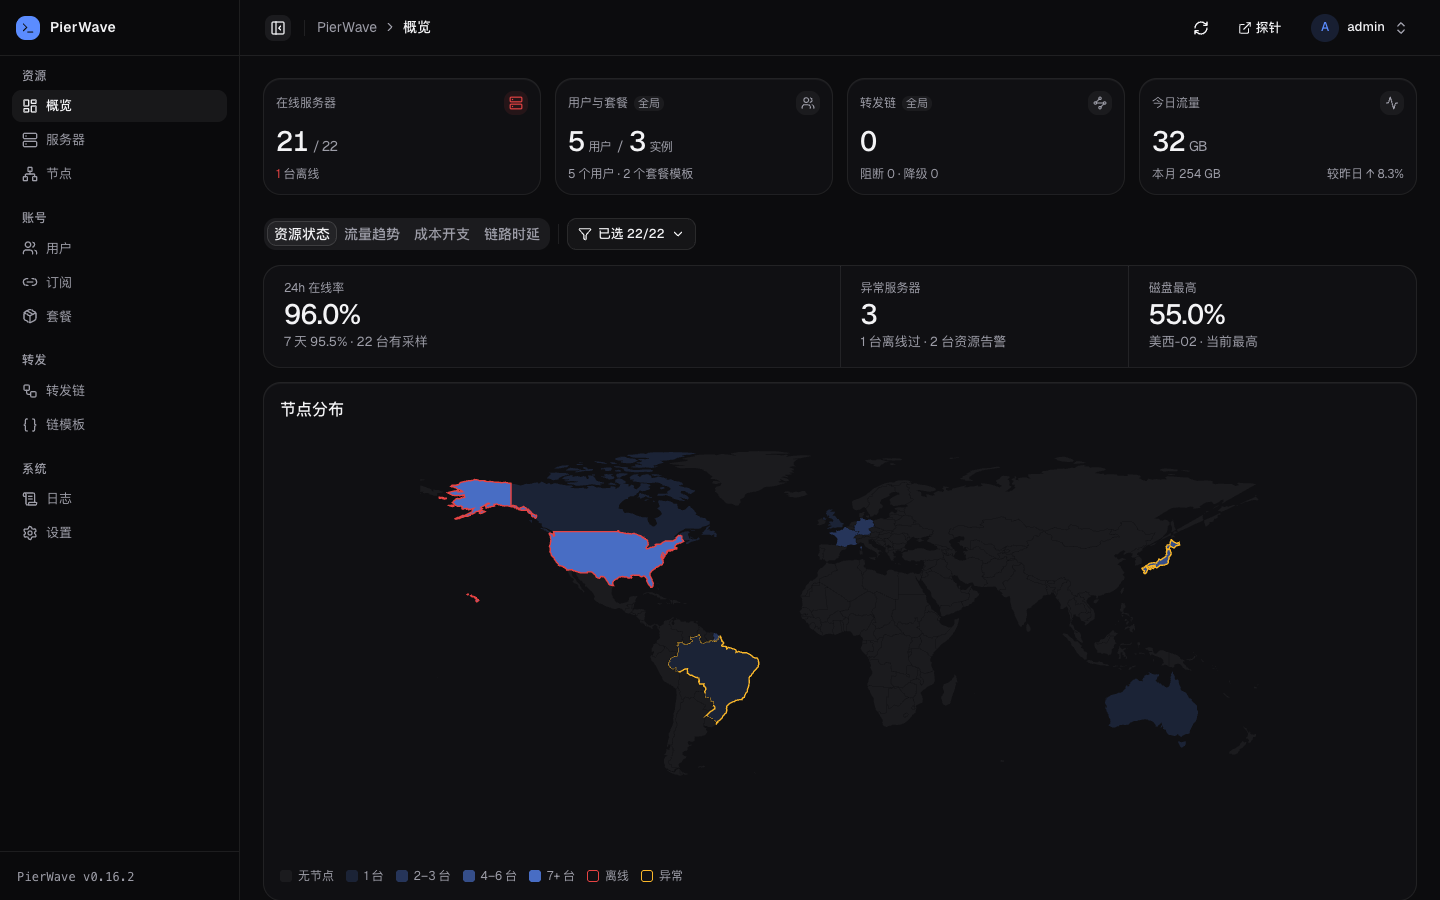 PierWave
资源
概览
服务器
节点
账号
用户
订阅
套餐
转发
转发链
链模板
系统
日志
设置
PierWave v0.16.2
PierWave > 概览
探针
A admin
在线服务器
21 / 22
1 台离线
用户与套餐 全局
5 用户 / 3 实例
5 个用户 · 2 个套餐模板
转发链 全局
0
阻断 0 · 降级 0
今日流量
32 GB
本月 254 GB 较昨日 ↑ 8.3%
资源状态 流量趋势 成本开支 链路时延 已选 22/22
24h 在线率
96.0%
7 天 95.5% · 22 台有采样
异常服务器
3
1 台离线过 · 2 台资源告警
磁盘最高
55.0%
美西-02 · 当前最高
节点分布
无节点 1 台 2–3 台 4–6 台 7+ 台 离线 异常